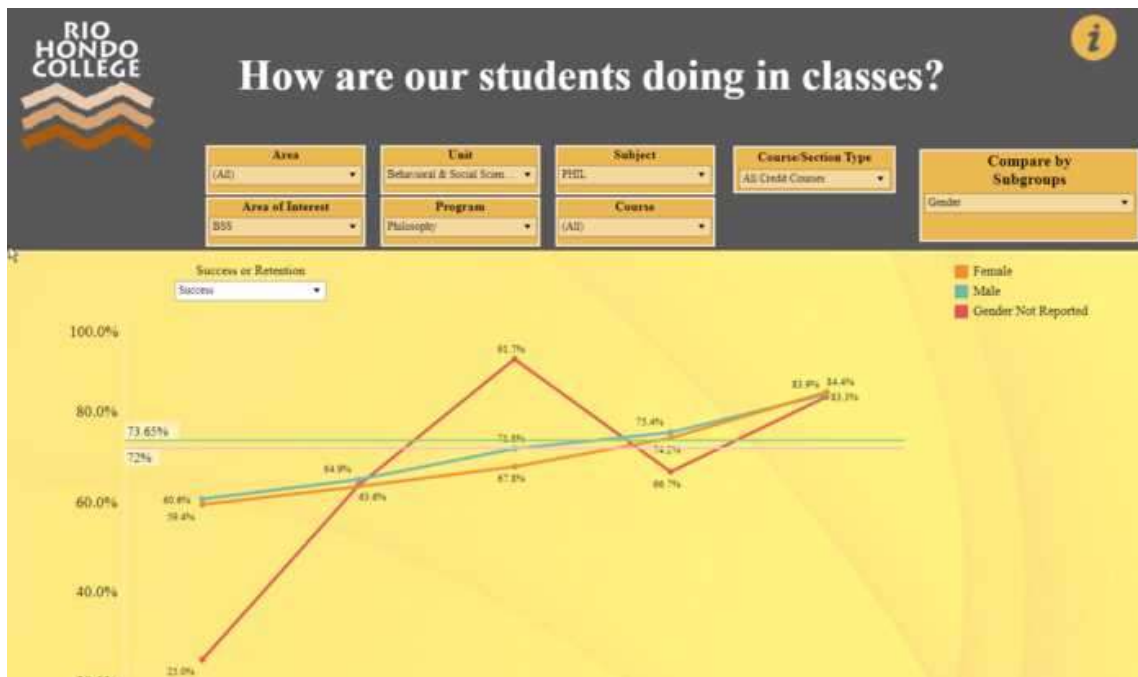 RIO
HONDO
COLLEGE
How are our students doing in classes?
i
Area
(All)
Unit
Behavioral & Social Scien...
Subject
PHIL
Course/Section Type
All Credit Courses
Compare by
Subgroups
Gender
Area of Interest
BSS
Program
Philosophy
Course
(All)
Success or Retention
Success
Female
Male
Gender Not Reported
100.0%
80.0%
60.0%
40.0%
73.65%
72%
60.6%
59.4%
25.0%
64.9%
63.6%
91.7%
67.8%
75.4%
74.2%
66.7%
83.9%
84.4%
83.3%